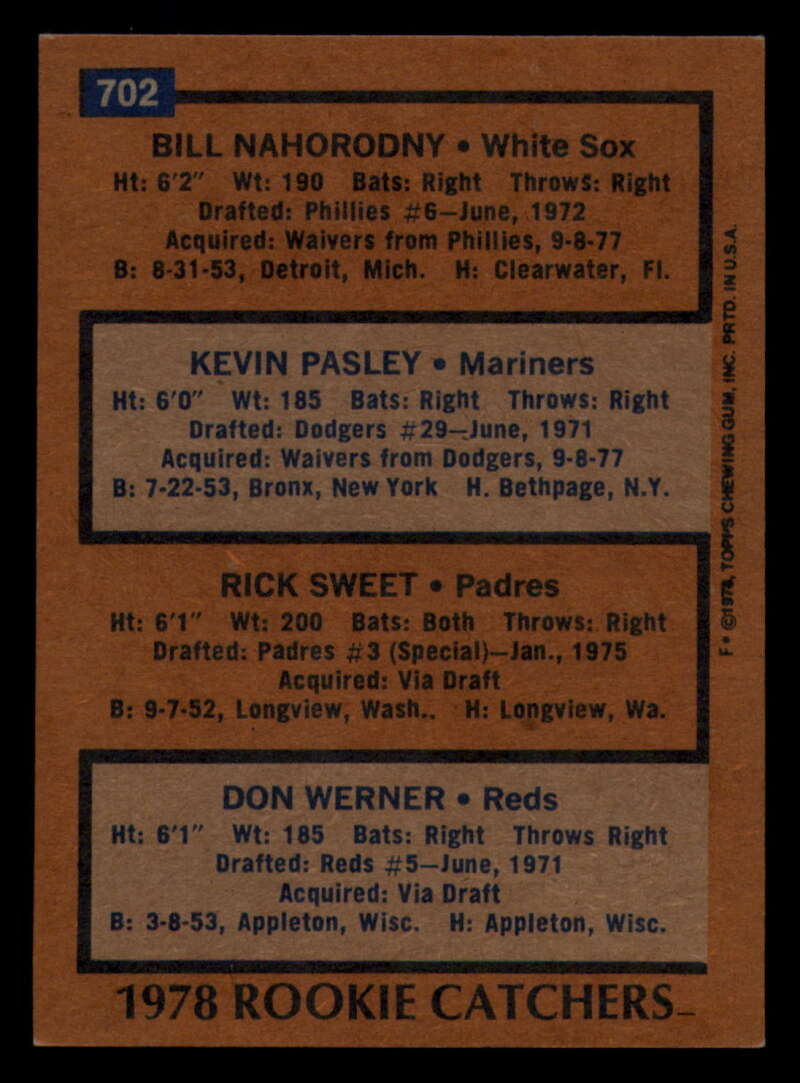 702
BILL NAHORODNY • White Sox
Ht: 6'2" Wt: 190 Bats: Right Throws: Right
Drafted: Phillies #6—June, 1972
Acquired: Waivers from Phillies, 9-8-77
B: 8-31-53, Detroit, Mich. H: Clearwater, Fl.
KEVIN PASLEY • Mariners
Ht: 6'0" Wt: 185 Bats: Right Throws: Right
Drafted: Dodgers #29—June, 1971
Acquired: Waivers from Dodgers, 9-8-77
B: 7-22-53, Bronx, New York H. Bethpage, N.Y.
RICK SWEET • Padres
Ht: 6'1" Wt: 200 Bats: Both Throws: Right
Drafted: Padres #3 (Special)—Jan., 1975
Acquired: Via Draft
B: 9-7-52, Longview, Wash.. H: Longview, Wa.
DON WERNER • Reds
Ht: 6'1" Wt: 185 Bats: Right Throws Right
Drafted: Reds #5—June, 1971
Acquired: Via Draft
B: 3-8-53, Appleton, Wisc. H: Appleton, Wisc.
1978 ROOKIE CATCHERS
F• ©1978, TOPPS CHEWING GUM, INC. PRTD. IN U.S.A.